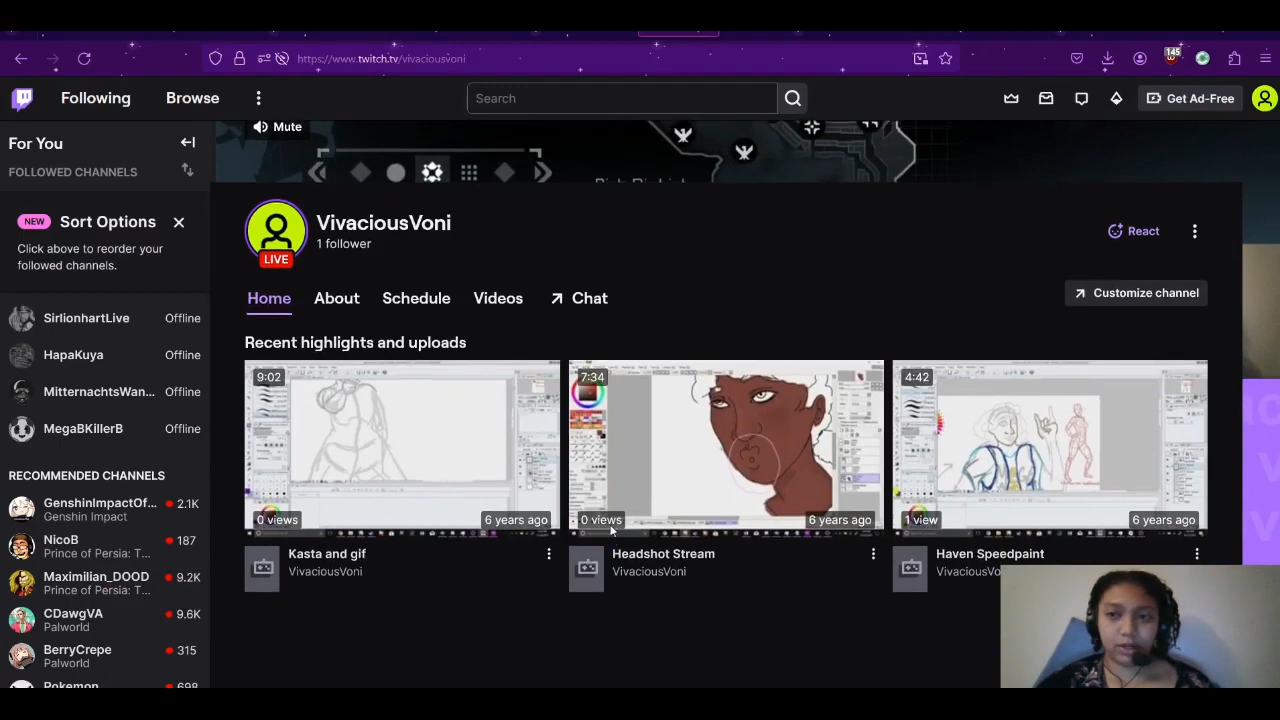 https://www.twitch.tv/vivaciousvoni
145
Following
Browse
Search
Get Ad-Free
For You
FOLLOWED CHANNELS
NEW
Sort Options
Click above to reorder your
followed channels.
SirlionhartLive
Offline
HapaKuya
Offline
MitternachtsWan...
Offline
MegaBKillerB
Offline
RECOMMENDED CHANNELS
GenshinImpactOf...
2.1K
Genshin Impact
NicoB
187
Prince of Persia: T...
Maximilian_DOOD
9.2K
Prince of Persia: T...
CDawgVA
9.6K
Palworld
BerryCrepe
315
Palworld
Pokemon
698
Mute
VivaciousVoni
1 follower
LIVE
React
Home
About
Schedule
Videos
Chat
Customize channel
Recent highlights and uploads
9:02
0 views
6 years ago
Kasta and gif
VivaciousVoni
7:34
0 views
6 years ago
Headshot Stream
VivaciousVoni
4:42
1 view
6 years ago
Haven Speedpaint